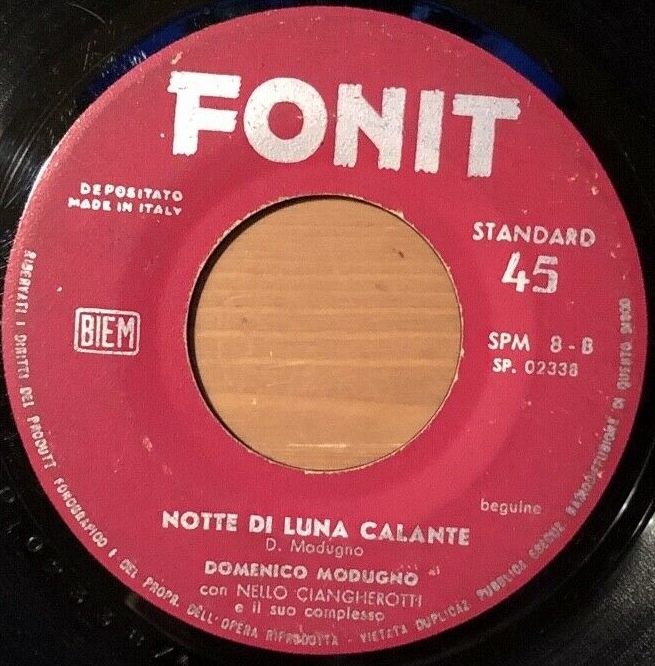 FONIT
DEPOSITATO
MADE IN ITALY
STANDARD
45
BIEM
SPM 8 - B
SP. 02338
beguine
NOTTE DI LUNA CALANTE
D. Modugno
DOMENICO MODUGNO
con NELLO CIANGHEROTTI
e il suo complesso
RISERVATI I DIRITTI DEL PRODUTT FONOGRAFICO E DEL PROPR. DELL'OPERA RIPRODOTTA - VIETATA DUPLICAZ PUBBLICA ESECUZ RADIODIFFUSIONE DI QUESTO DISCO